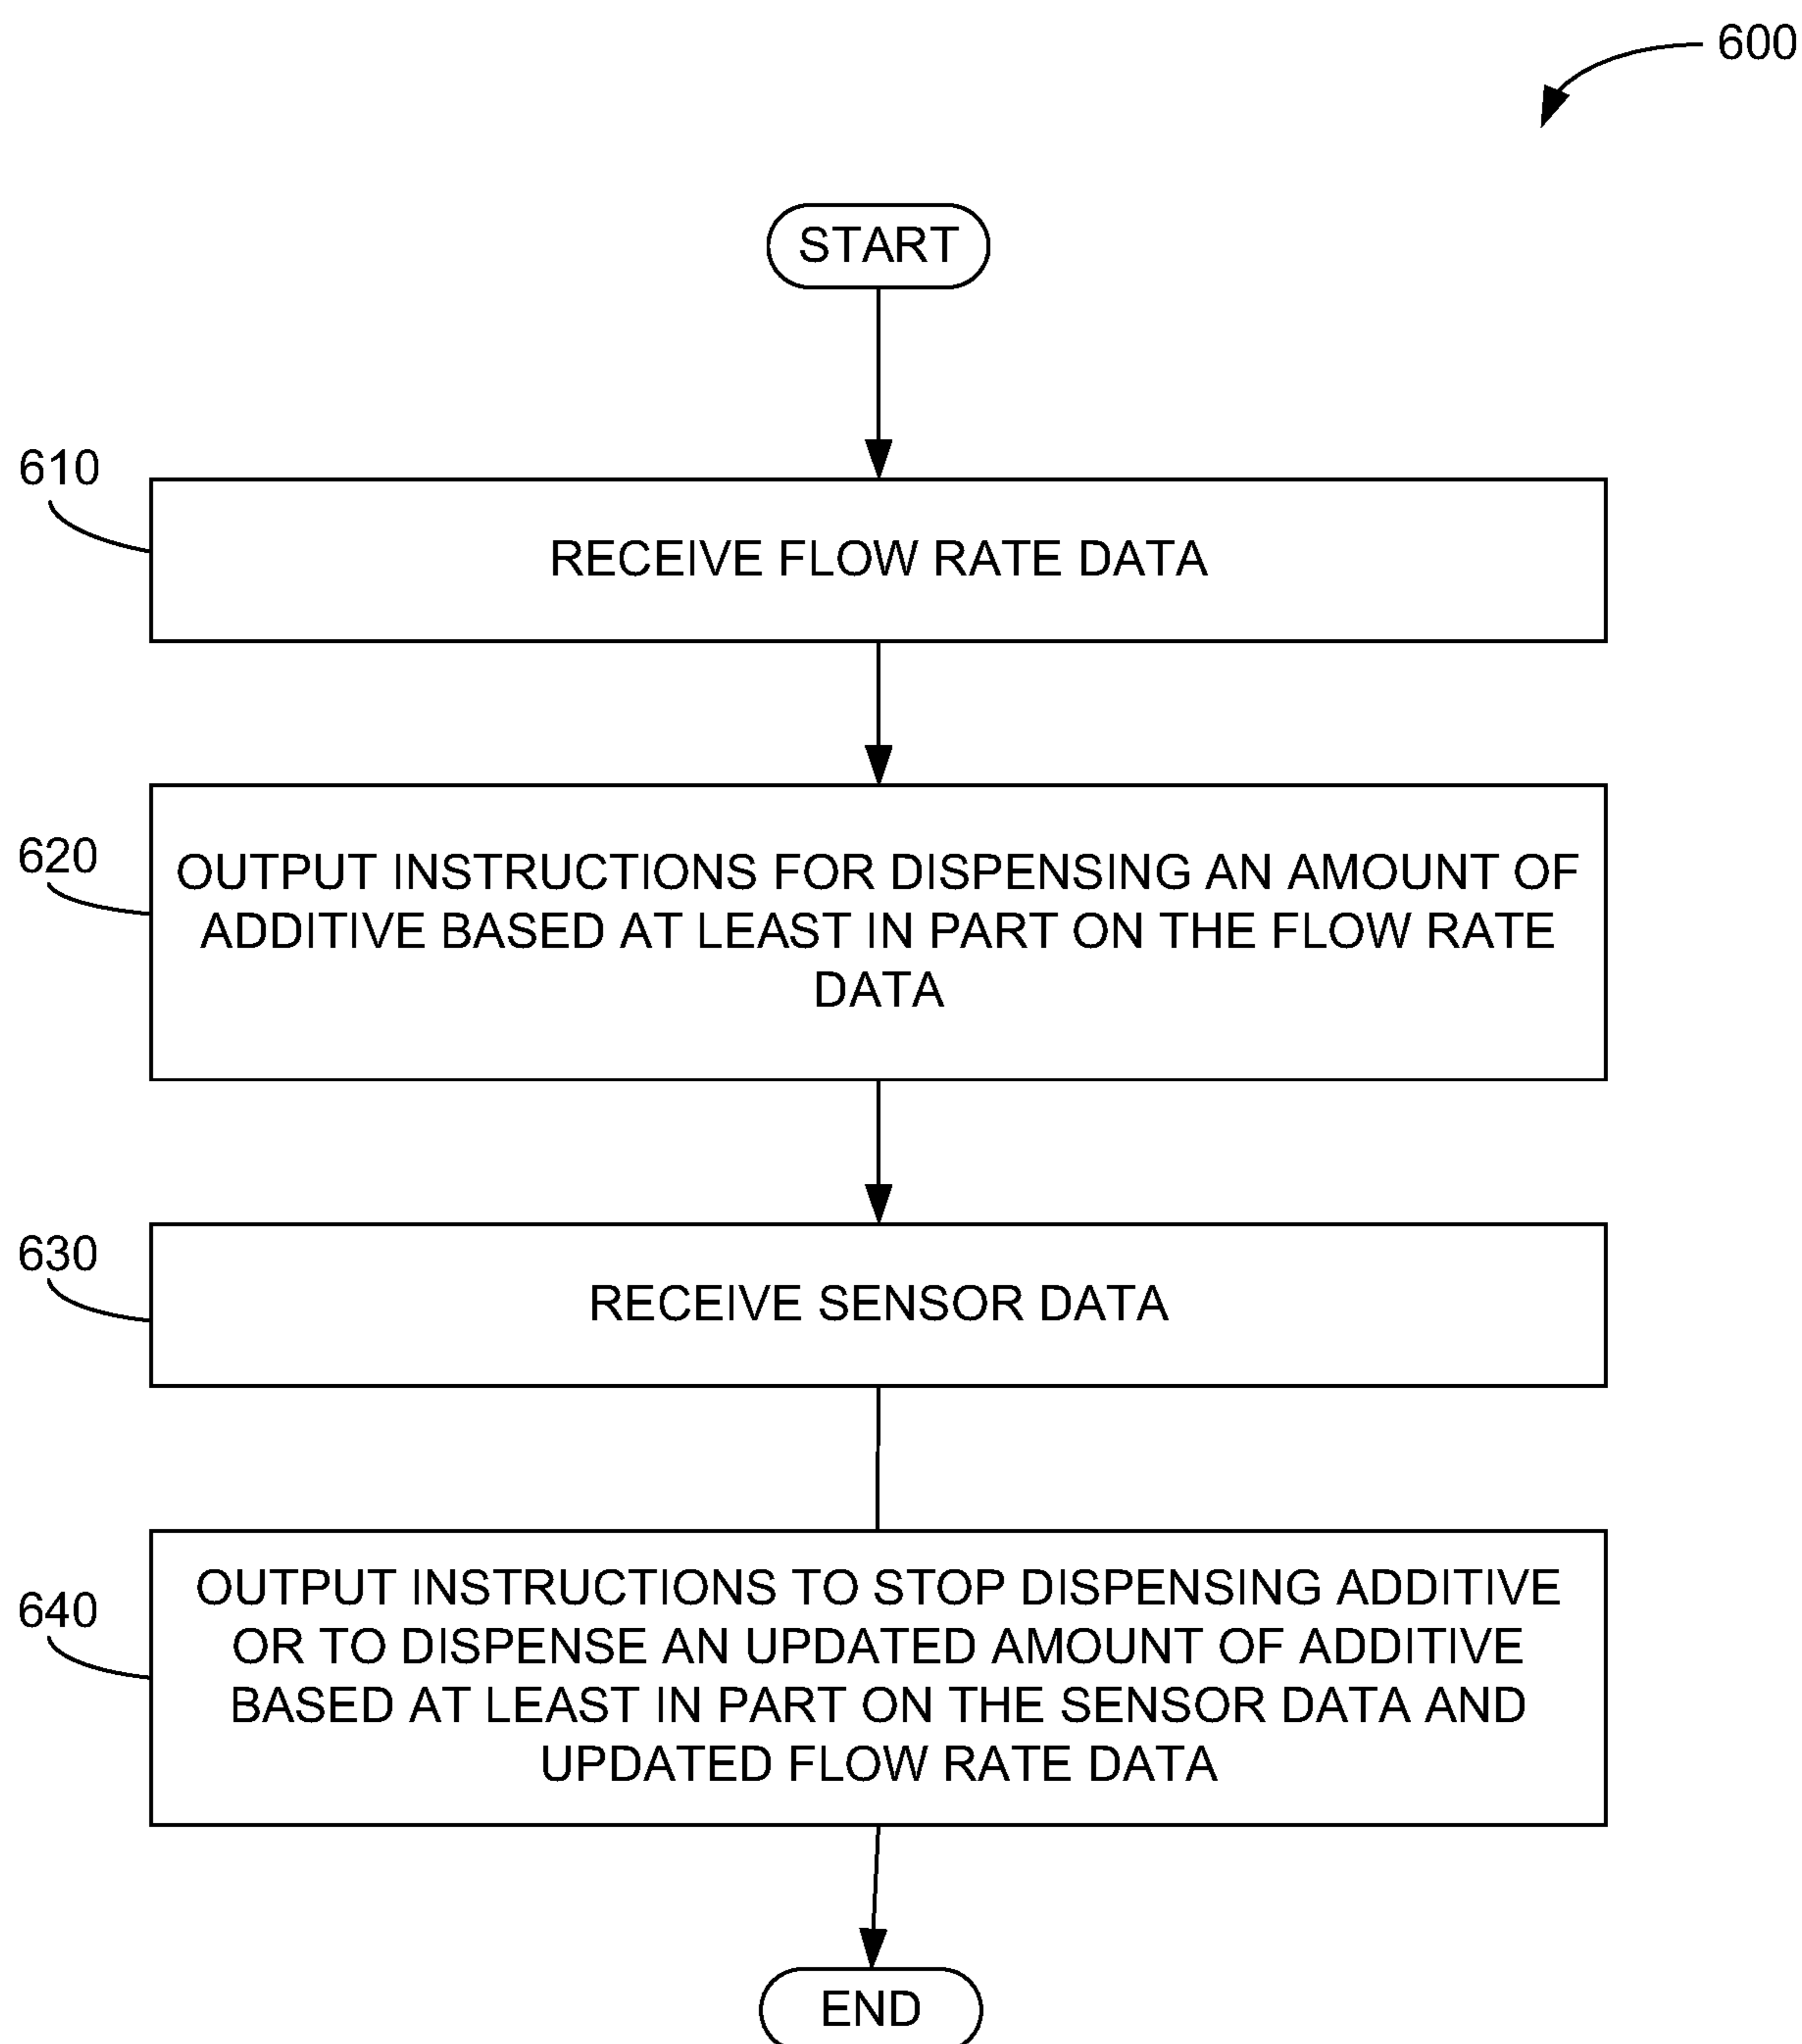 600
START
610
RECEIVE FLOW RATE DATA
620
OUTPUT INSTRUCTIONS FOR DISPENSING AN AMOUNT OF
ADDITIVE BASED AT LEAST IN PART ON THE FLOW RATE
DATA
630
RECEIVE SENSOR DATA
640
OUTPUT INSTRUCTIONS TO STOP DISPENSING ADDITIVE
OR TO DISPENSE AN UPDATED AMOUNT OF ADDITIVE
BASED AT LEAST IN PART ON THE SENSOR DATA AND
UPDATED FLOW RATE DATA
END